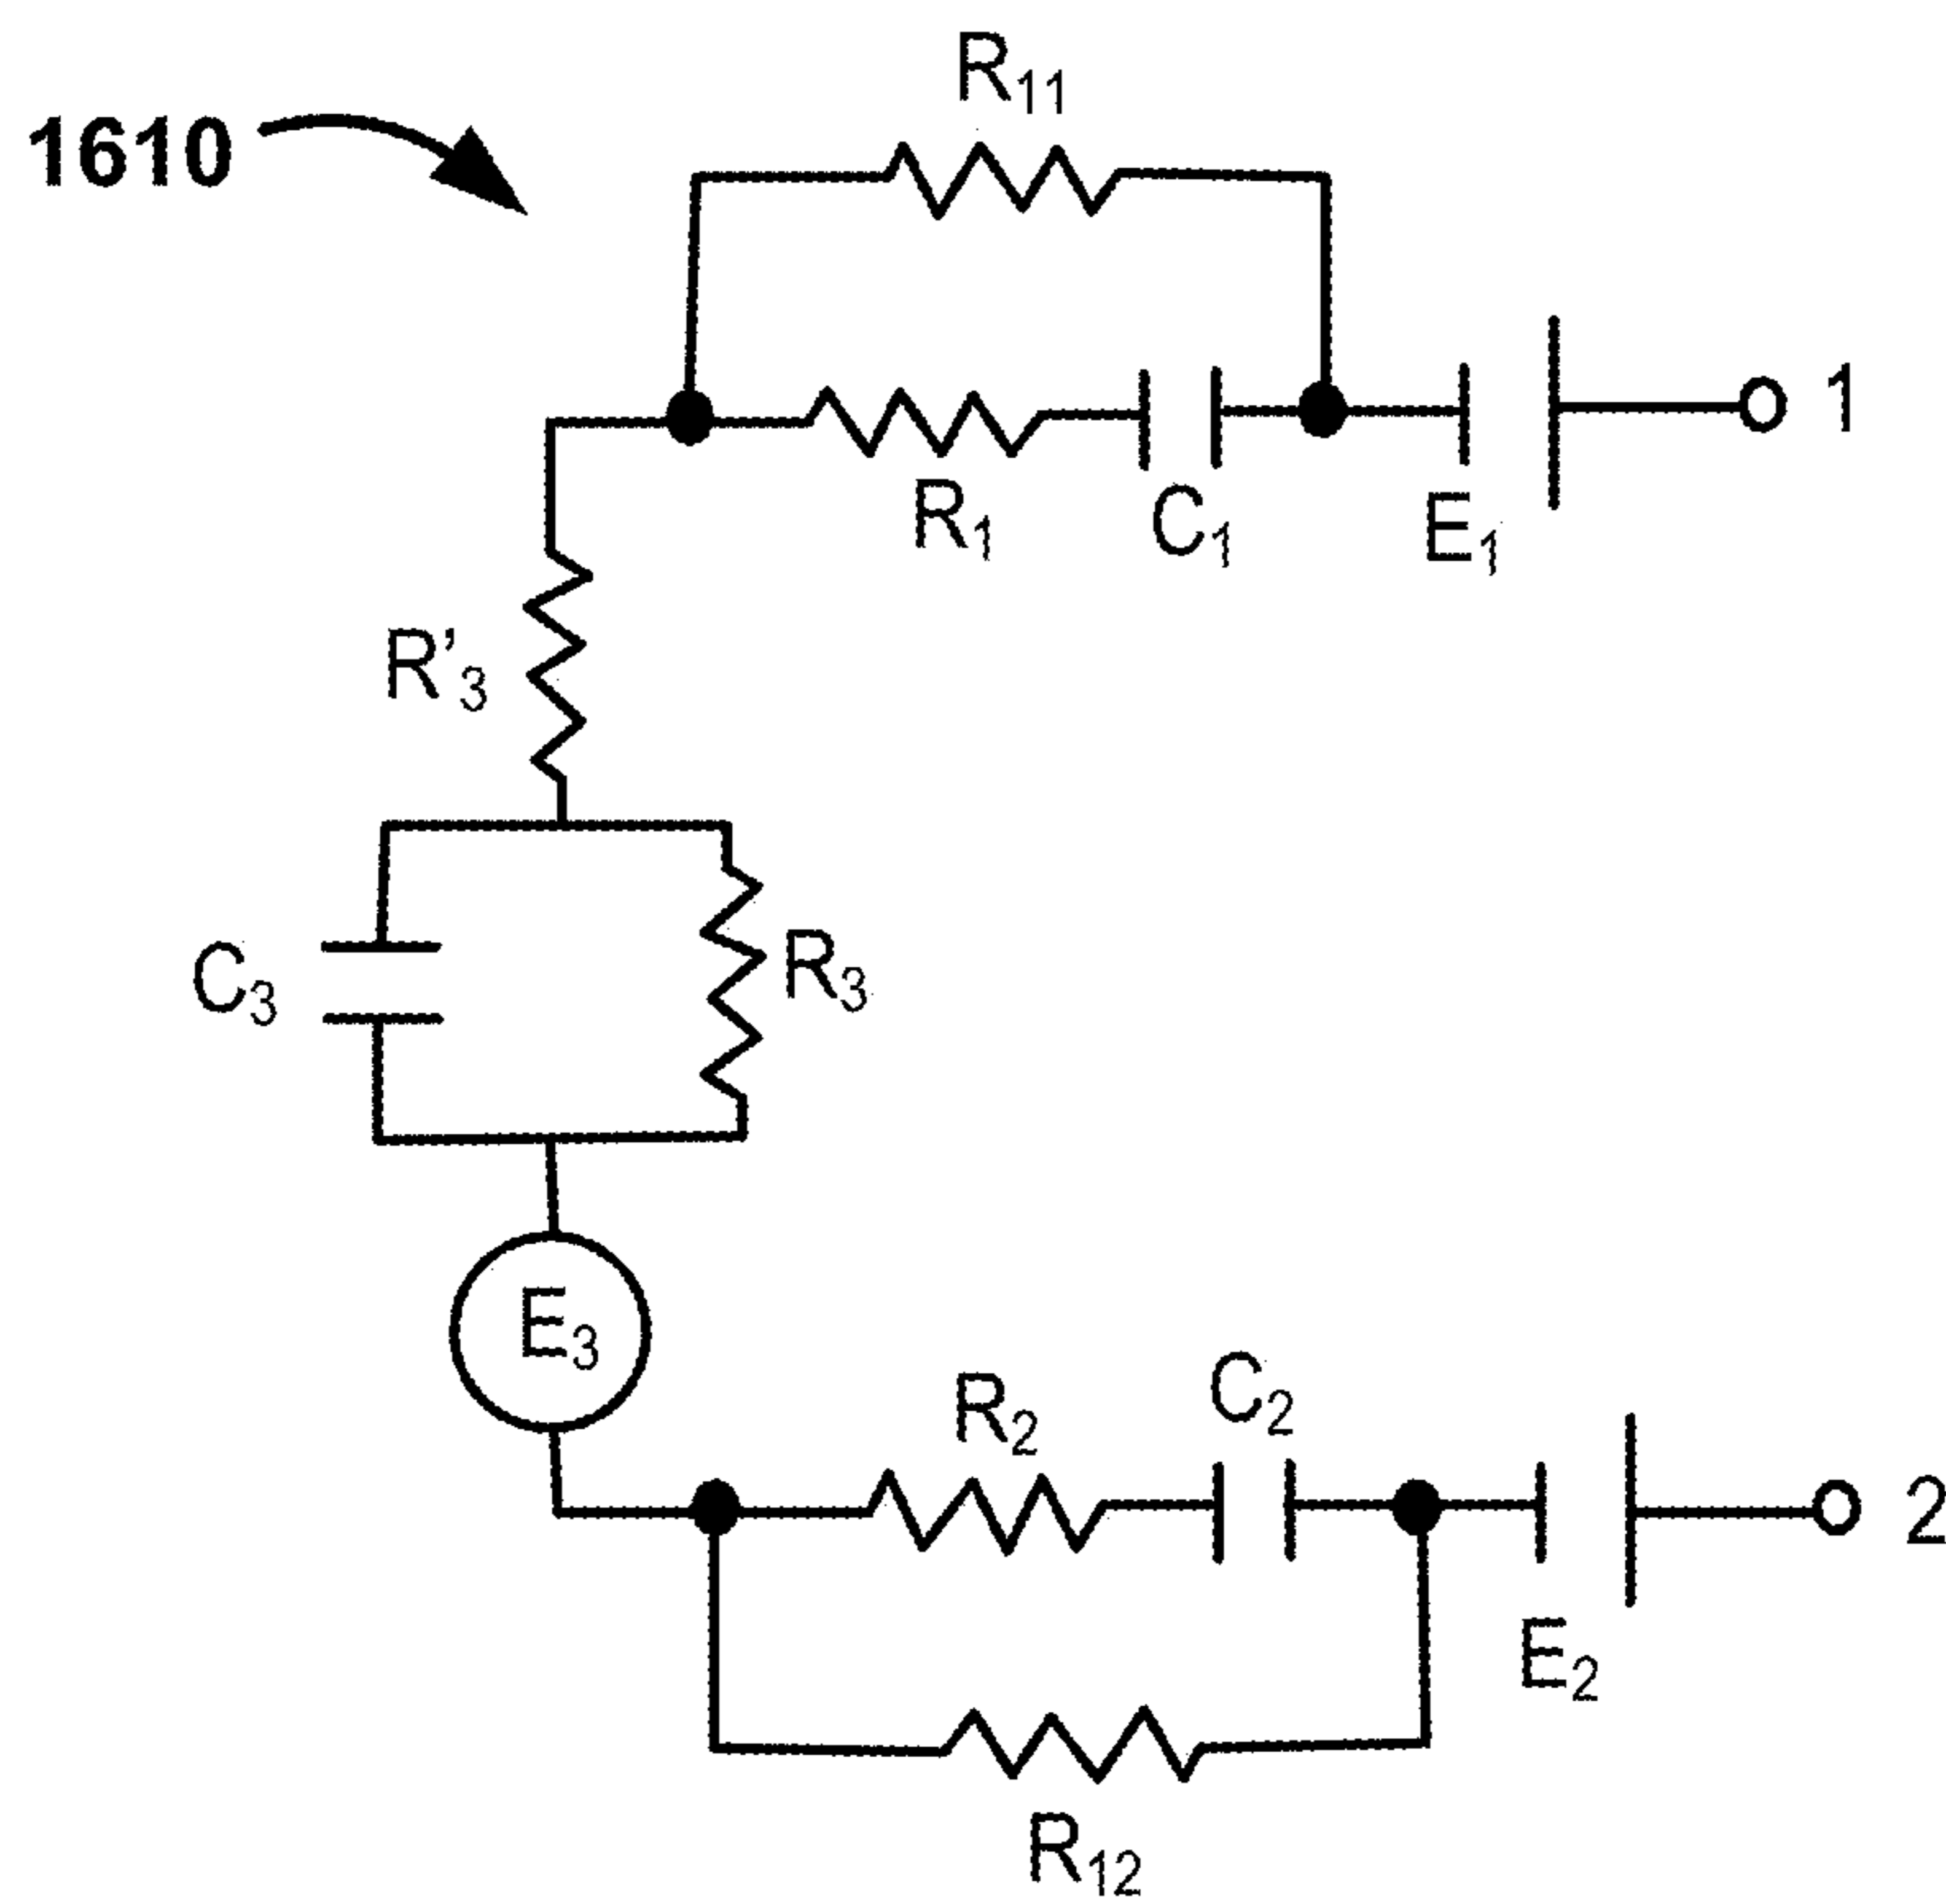 R₁₁
1610
1
R₁ C₁ E₁
R'₃
C₃ R₃
E₃
R₂ C₂
2
E₂
R₁₂